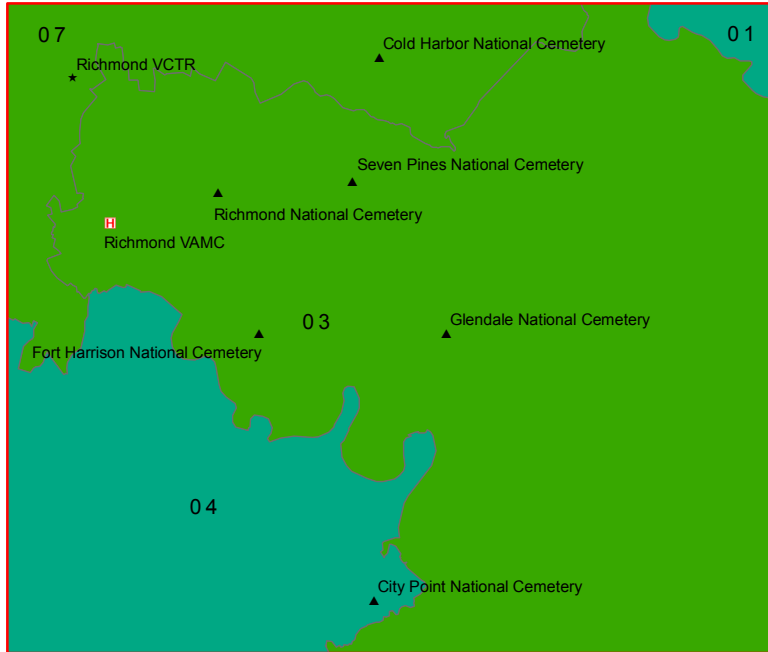 07
01
Cold Harbor National Cemetery
Richmond VCTR
Seven Pines National Cemetery
Richmond National Cemetery
H
Richmond VAMC
03
Glendale National Cemetery
Fort Harrison National Cemetery
04
City Point National Cemetery